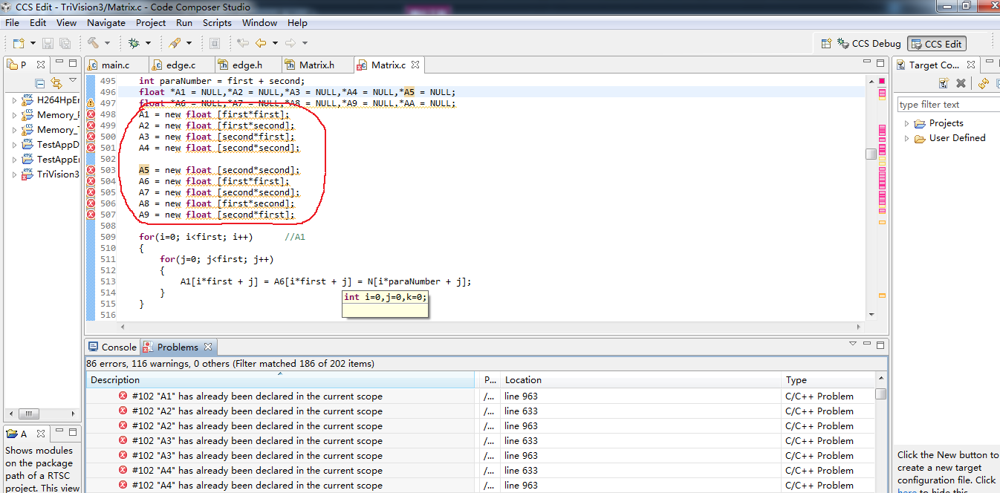 CCS Edit - TriVision3/Matrix.c - Code Composer Studio
File Edit View Navigate Project Run Scripts Window Help
CCS Debug CCS Edit
P
main.c edge.c edge.h Matrix.h Matrix.c
Target Co...
H264HpEn
Memory_
Memory_
TestAppD
TestAppEn
TriVision3
495 int paraNumber = first + second;
496 float *A1 = NULL,*A2 = NULL,*A3 = NULL,*A4 = NULL,*A5 = NULL;
497 float *A6 = NULL,*A7 = NULL,*A8 = NULL,*A9 = NULL,*AA = NULL;
498 A1 = new float [first*first];
499 A2 = new float [first*second];
500 A3 = new float [second*first];
501 A4 = new float [second*second];
502
503 A5 = new float [second*second];
504 A6 = new float [first*first];
505 A7 = new float [second*second];
506 A8 = new float [first*second];
507 A9 = new float [second*first];
508
509 for(i=0; i<first; i++) //A1
510 {
511 for(j=0; j<first; j++)
512 {
513 A1[i*first + j] = A6[i*first + j] = N[i*paraNumber + j];
514 }
515 }
516
int i=0,j=0,k=0;
type filter text
Projects
User Defined
Console Problems
86 errors, 116 warnings, 0 others (Filter matched 186 of 202 items)
Description P... Location Type
#102 "A1" has already been declared in the current scope /... line 963 C/C++ Problem
#102 "A2" has already been declared in the current scope /... line 633 C/C++ Problem
#102 "A2" has already been declared in the current scope /... line 963 C/C++ Problem
#102 "A3" has already been declared in the current scope /... line 633 C/C++ Problem
#102 "A3" has already been declared in the current scope /... line 963 C/C++ Problem
#102 "A4" has already been declared in the current scope /... line 633 C/C++ Problem
#102 "A4" has already been declared in the current scope /... line 963 C/C++ Problem
A
Shows modules
on the package
path of a RTSC
project. This view
Click the New button to
create a new target
configuration file. Click
here to hide this